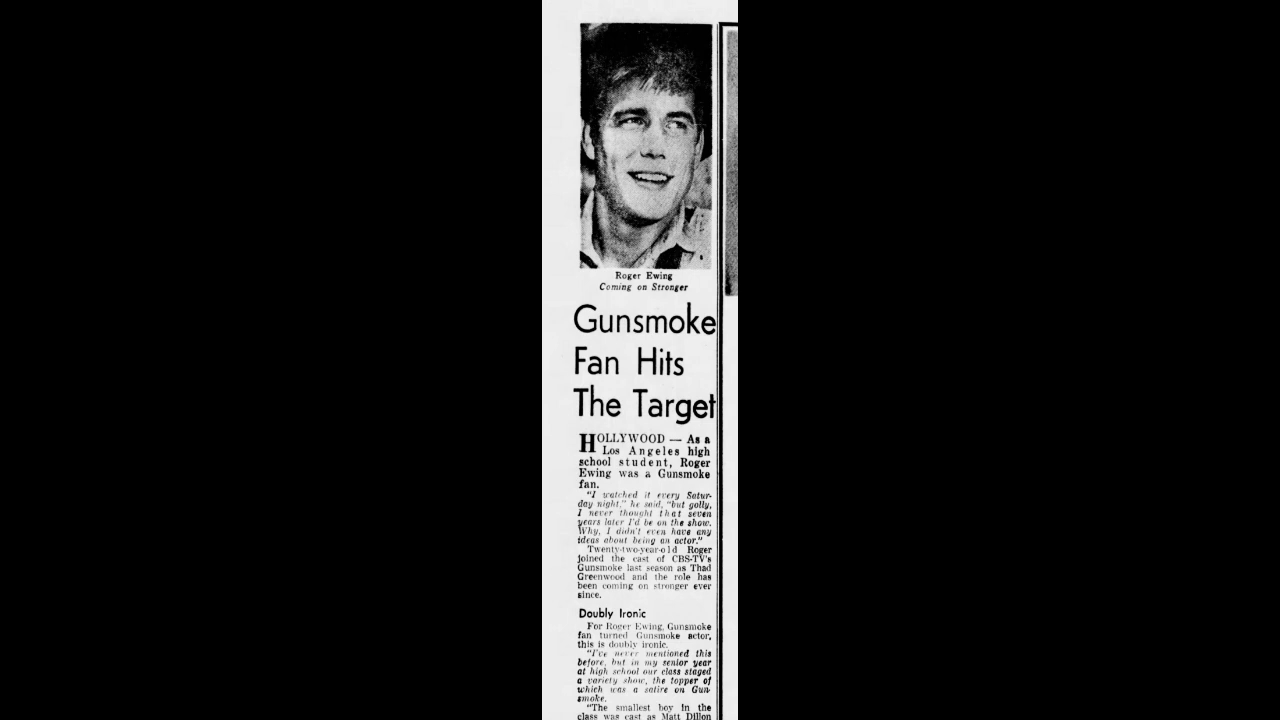 Roger Ewing
Coming on Stronger
Gunsmoke
Fan Hits
The Target
HOLLYWOOD — As a
Los Angeles high
school student, Roger
Ewing was a Gunsmoke
fan.
"I watched it every Satur-
day night," he said, "but golly,
I never thought that seven
years later I'd be on the show.
Why, I didn't even have any
ideas about being an actor."
Twenty-two-year-old Roger
joined the cast of CBS-TV's
Gunsmoke last season as Thad
Greenwood and the role has
been coming on stronger ever
since.
Doubly Ironic
For Roger Ewing, Gunsmoke
fan turned Gunsmoke actor,
this is doubly ironic.
"I've never mentioned this
before, but in my senior year
at high school our class staged
a variety show, the topper of
which was a satire on Gun-
smoke.
"The smallest boy in the
class was cast as Matt Dillon